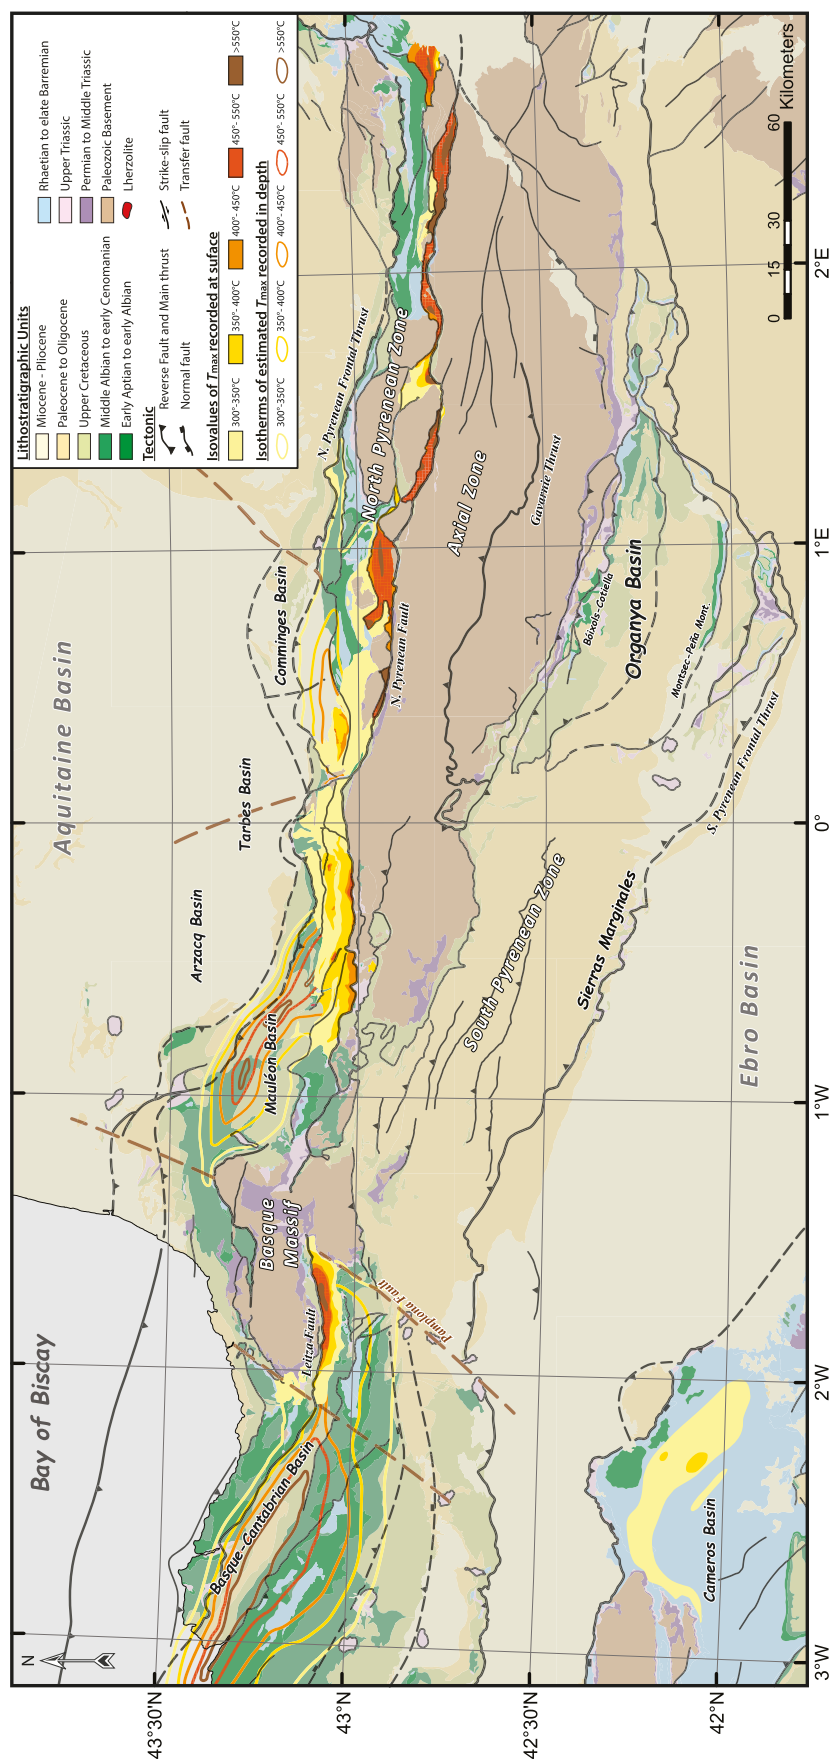 Lithostratigraphic Units
Miocene - Pliocene
Paleocene to Oligocene
Upper Cretaceous
Middle Albian to early Cenomanian
Early Aptian to early Albian
Rhaetian to elate Barremian
Upper Triassic
Permian to Middle Triassic
Paleozoic Basement
Lherzolite
Tectonic
Reverse Fault and Main thrust
Normal fault
Strike-slip fault
Transfer fault
Isovalues of Tmax recorded at suface
300°-350°C
350°- 400°C
400°- 450°C
450°- 550°C
>550°C
Isotherms of estimated Tmax recorded in depth
300°-350°C
350°- 400°C
400°- 450°C
450°- 550°C
>550°C
N
Bay of Biscay
Aquitaine Basin
Arzacq Basin
Tarbes Basin
Comminges Basin
N. Pyrenean Frontal Thrust
North Pyrenean Zone
Basque-Cantabrian-Basin
Leitza-Fault
Basque
Massif
Mauléon Basin
Pamplona Fault
N. Pyrenean Fault
Axial Zone
Gavarnie Thrust
South Pyrenean Zone
Bóixols-Cotiella
Organya Basin
Montsec-Peña Mont.
Sierras Marginales
S. Pyrenean Frontal Thrust
Cameros Basin
Ebro Basin
0 15 30 60
Kilometers
43°30'N
43°N
42°30'N
42°N
3°W
2°W
1°W
0°
1°E
2°E